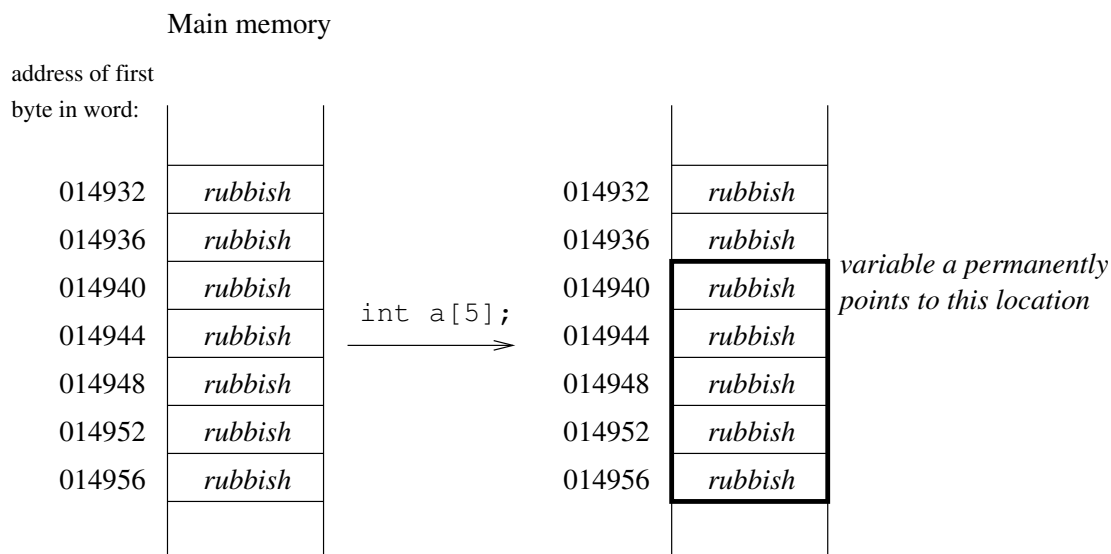 Main memory
address of first
byte in word:
014932 rubbish 014932 rubbish
014936 rubbish 014936 rubbish
variable a permanently
014940 rubbish 014940 rubbish
points to this location
int a[5];
014944 rubbish 014944 rubbish
014948 rubbish 014948 rubbish
014952 rubbish 014952 rubbish
014956 rubbish 014956 rubbish